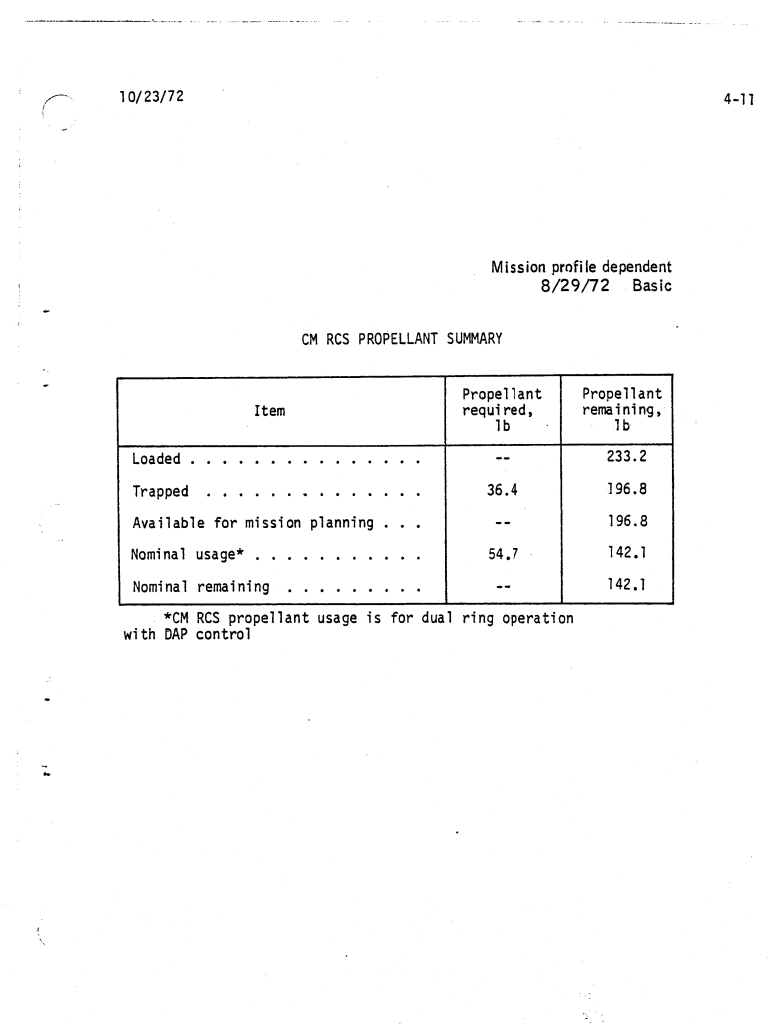 10/23/72 4-11
Mission profile dependent
8/29/72 Basic
CM RCS PROPELLANT SUMMARY
Item Propellant required, lb Propellant remaining, lb
Loaded . . . . . . . . . . . . . . . -- 233.2
Trapped . . . . . . . . . . . . . . 36.4 196.8
Available for mission planning . . . -- 196.8
Nominal usage* . . . . . . . . . . . 54.7 142.1
Nominal remaining . . . . . . . . . -- 142.1
*CM RCS propellant usage is for dual ring operation
with DAP control